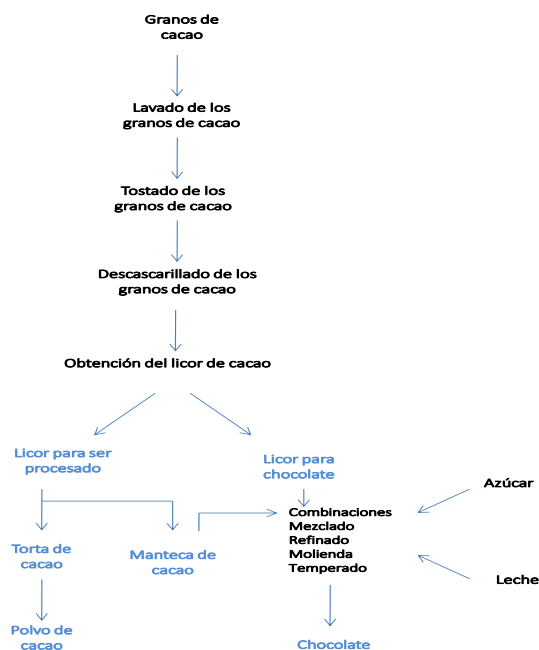 Granos de
cacao
Lavado de los
granos de cacao
Tostado de los
granos de cacao
Descascarillado de los
granos de cacao
Obtención del licor de cacao
Licor para ser
procesado
Licor para
chocolate
Azúcar
Combinaciones
Mezclado
Refinado
Molienda
Temperado
Leche
Torta de
cacao
Manteca de
cacao
Polvo de
cacao
Chocolate